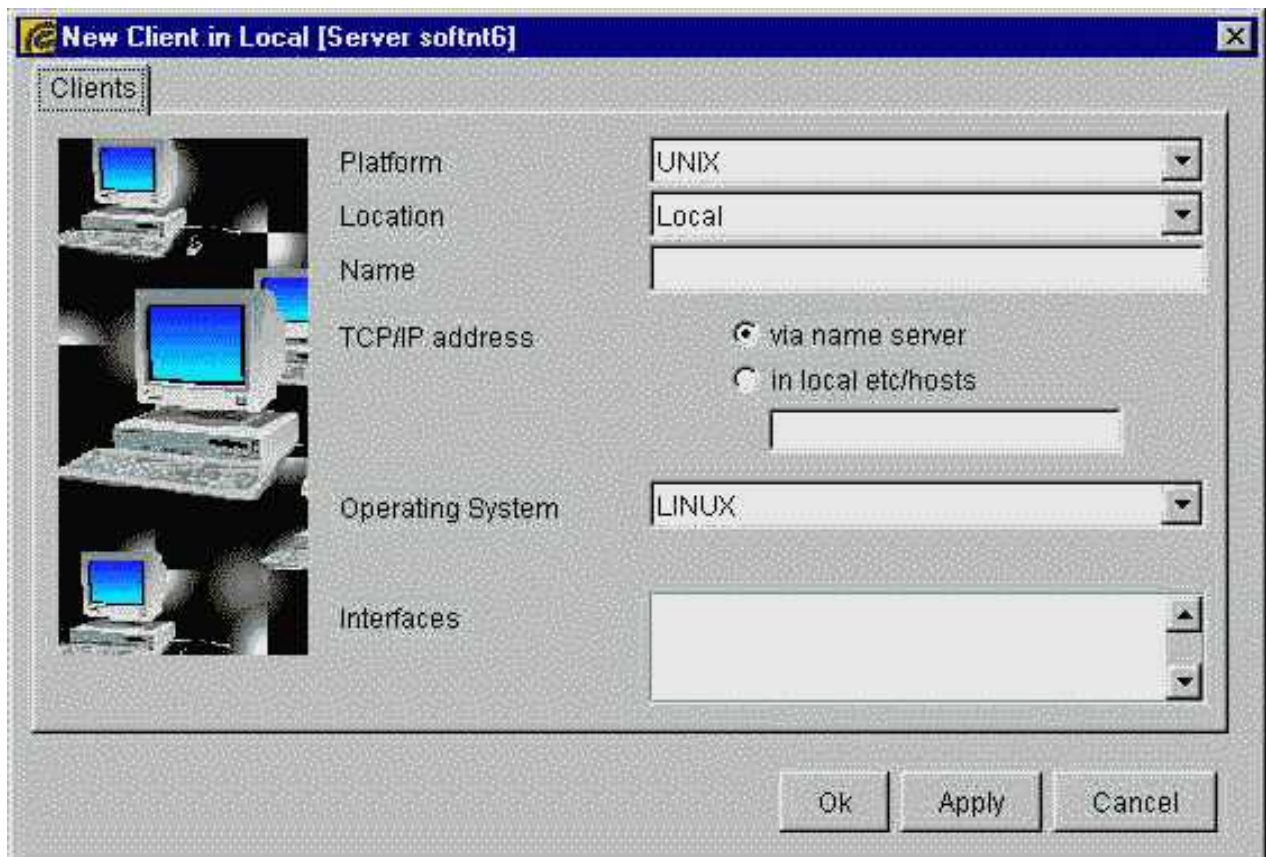 New Client in Local [Server softnt6]
Clients
Platform UNIX
Location Local
Name
TCP/IP address via name server
in local etc/hosts
Operating System LINUX
Interfaces
Ok Apply Cancel